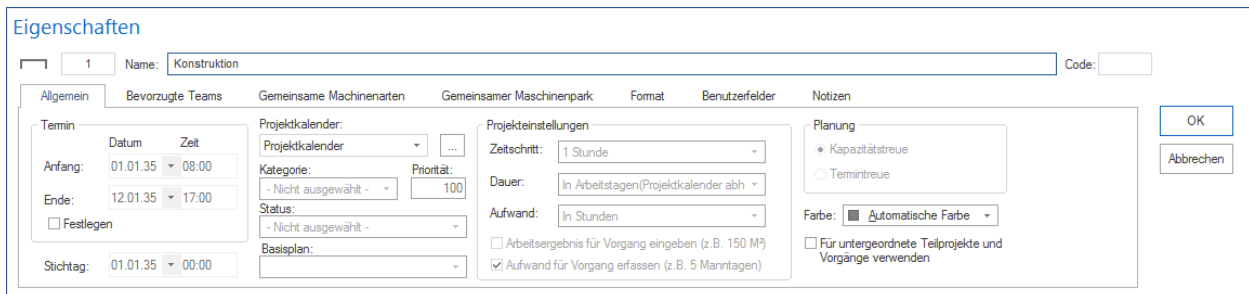 Eigenschaften
1 Name: Konstruktion Code:
Allgemein Bevorzugte Teams Gemeinsame Machinenarten Gemeinsamer Maschinenpark Format Benutzerfelder Notizen
Termin
Datum Zeit
Anfang: 01.01.35 08:00
Ende: 12.01.35 17:00
Festlegen
Stichtag: 01.01.35 00:00
Projektkalender:
Projektkalender ...
Kategorie: Priorität:
- Nicht ausgewählt - 100
Status:
- Nicht ausgewählt -
Basisplan:
Projekteinstellungen
Zeitschritt: 1 Stunde
Dauer: In Arbeitstagen(Projektkalender abh
Aufwand: In Stunden
Arbeitsergebnis für Vorgang eingeben (z.B. 150 M²)
Aufwand für Vorgang erfassen (z.B. 5 Manntagen)
Planung
Kapazitätstreue
Termintreue
Farbe: Automatische Farbe
Für untergeordnete Teilprojekte und
Vorgänge verwenden
OK
Abbrechen